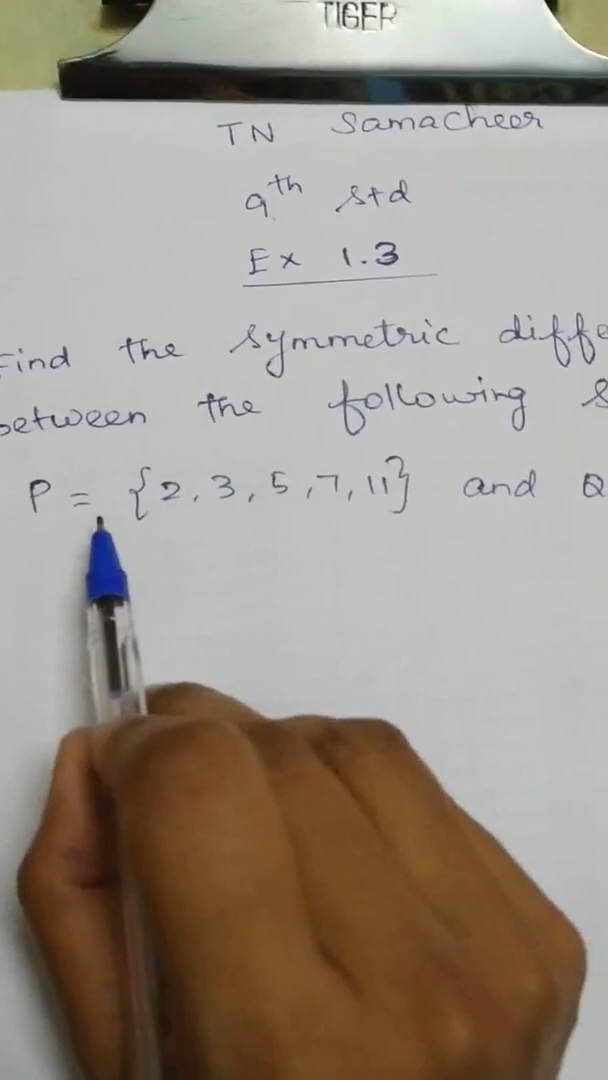 TIGER
TN Samacheer
9th std
Ex 1.3
Find the symmetric diffe
between the following s
P = {2, 3, 5, 7, 11} and Q